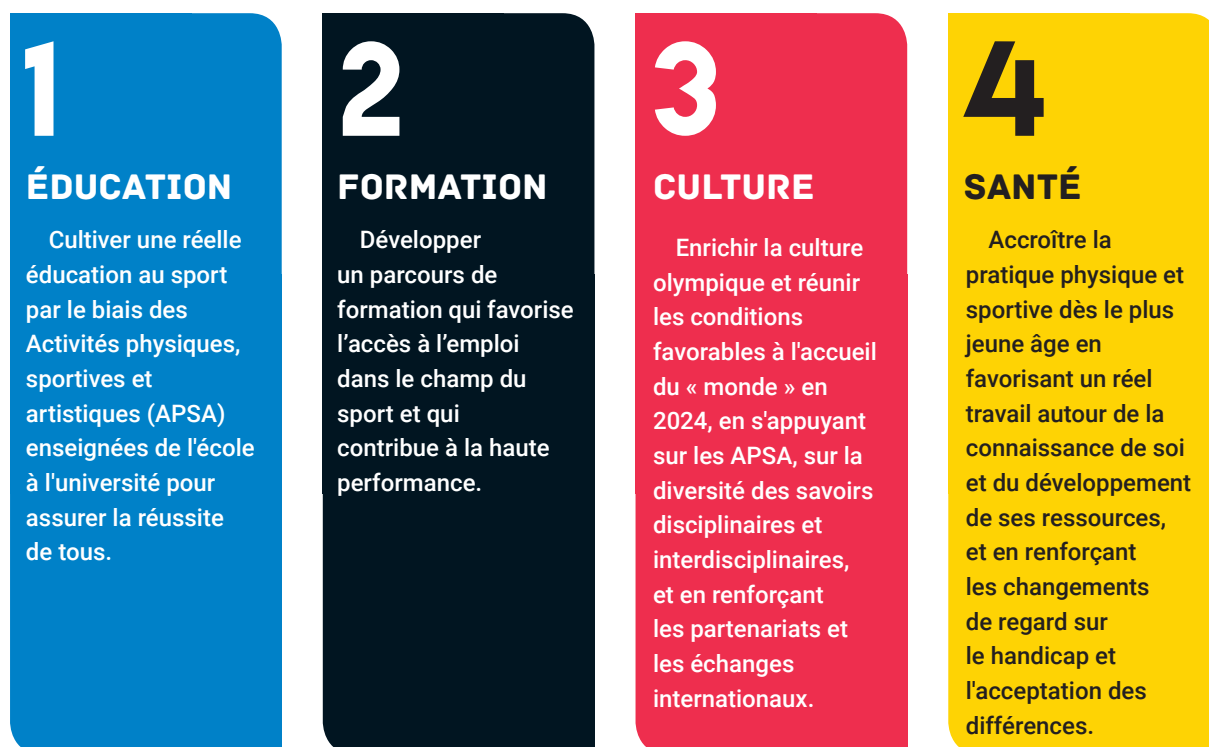 1
ÉDUCATION
Cultiver une réelle
éducation au sport
par le biais des
Activités physiques,
sportives et
artistiques (APSA)
enseignées de l'école
à l'université pour
assurer la réussite
de tous.
2
FORMATION
Développer
un parcours de
formation qui favorise
l’accès à l’emploi
dans le champ du
sport et qui
contribue à la haute
performance.
3
CULTURE
Enrichir la culture
olympique et réunir
les conditions
favorables à l'accueil
du « monde » en
2024, en s'appuyant
sur les APSA, sur la
diversité des savoirs
disciplinaires et
interdisciplinaires,
et en renforçant
les partenariats et
les échanges
internationaux.
4
SANTÉ
Accroître la
pratique physique et
sportive dès le plus
jeune âge en
favorisant un réel
travail autour de la
connaissance de soi
et du développement
de ses ressources,
et en renforçant
les changements
de regard sur
le handicap et
l'acceptation des
différences.